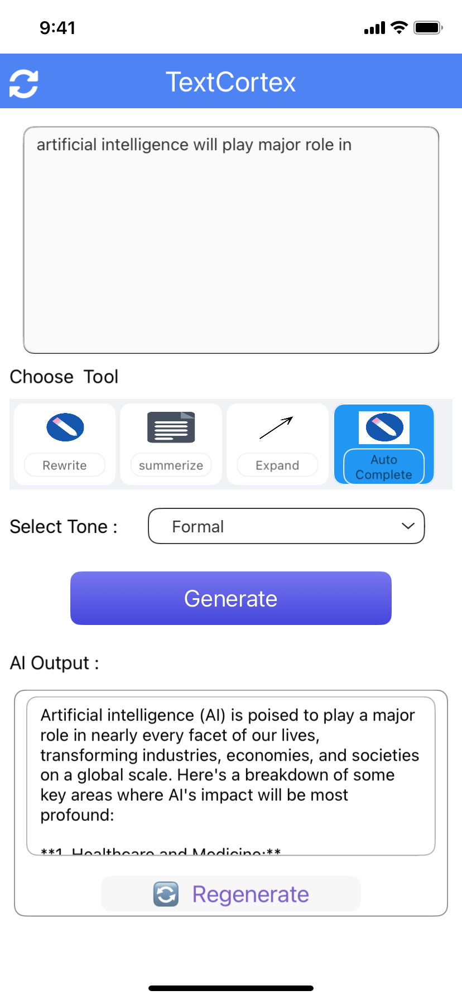 9:41
TextCortex
artificial intelligence will play major role in
Choose Tool
Rewrite
summerize
Expand
Auto
Complete
Select Tone :
Formal
Generate
AI Output :
Artificial intelligence (AI) is poised to play a major
role in nearly every facet of our lives,
transforming industries, economies, and societies
on a global scale. Here's a breakdown of some
key areas where AI's impact will be most
profound:
**1. Healthcare and Medicine:**
Regenerate